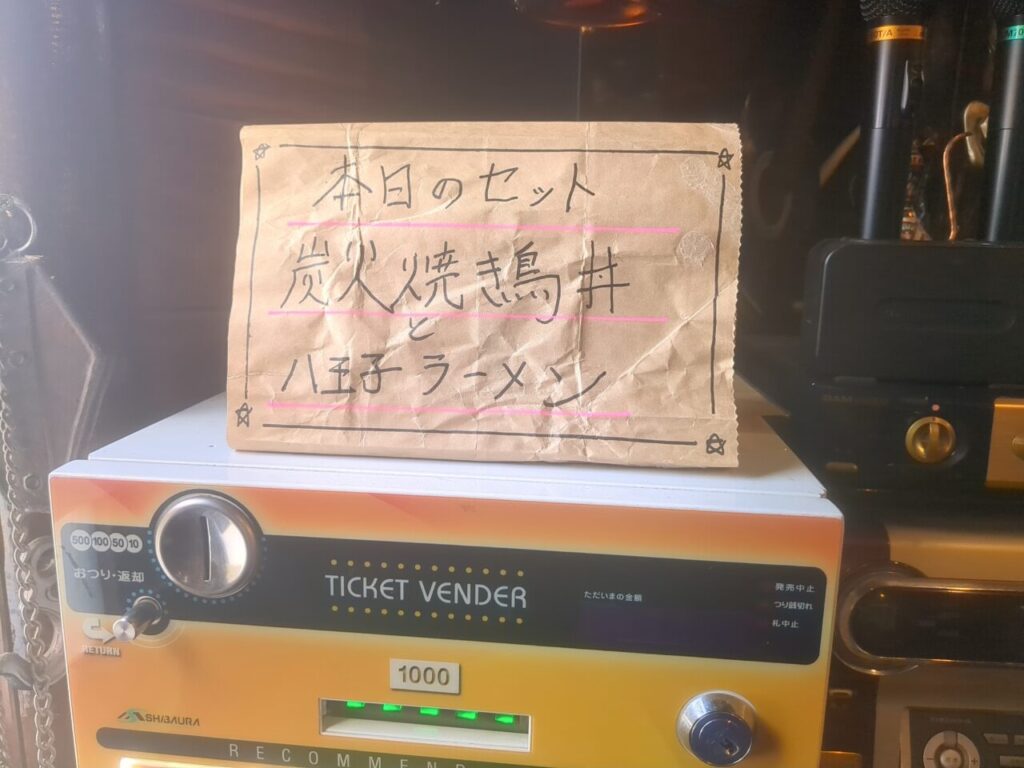 本日のセット
炭火焼き鳥丼
と
八王子ラーメン
500 100 50 10
おつり・返却
RETURN
TICKET VENDER
ただいまの金額
発売中止
つり銭切れ
札中止
1000
SHIBAURA
RECOMMEND